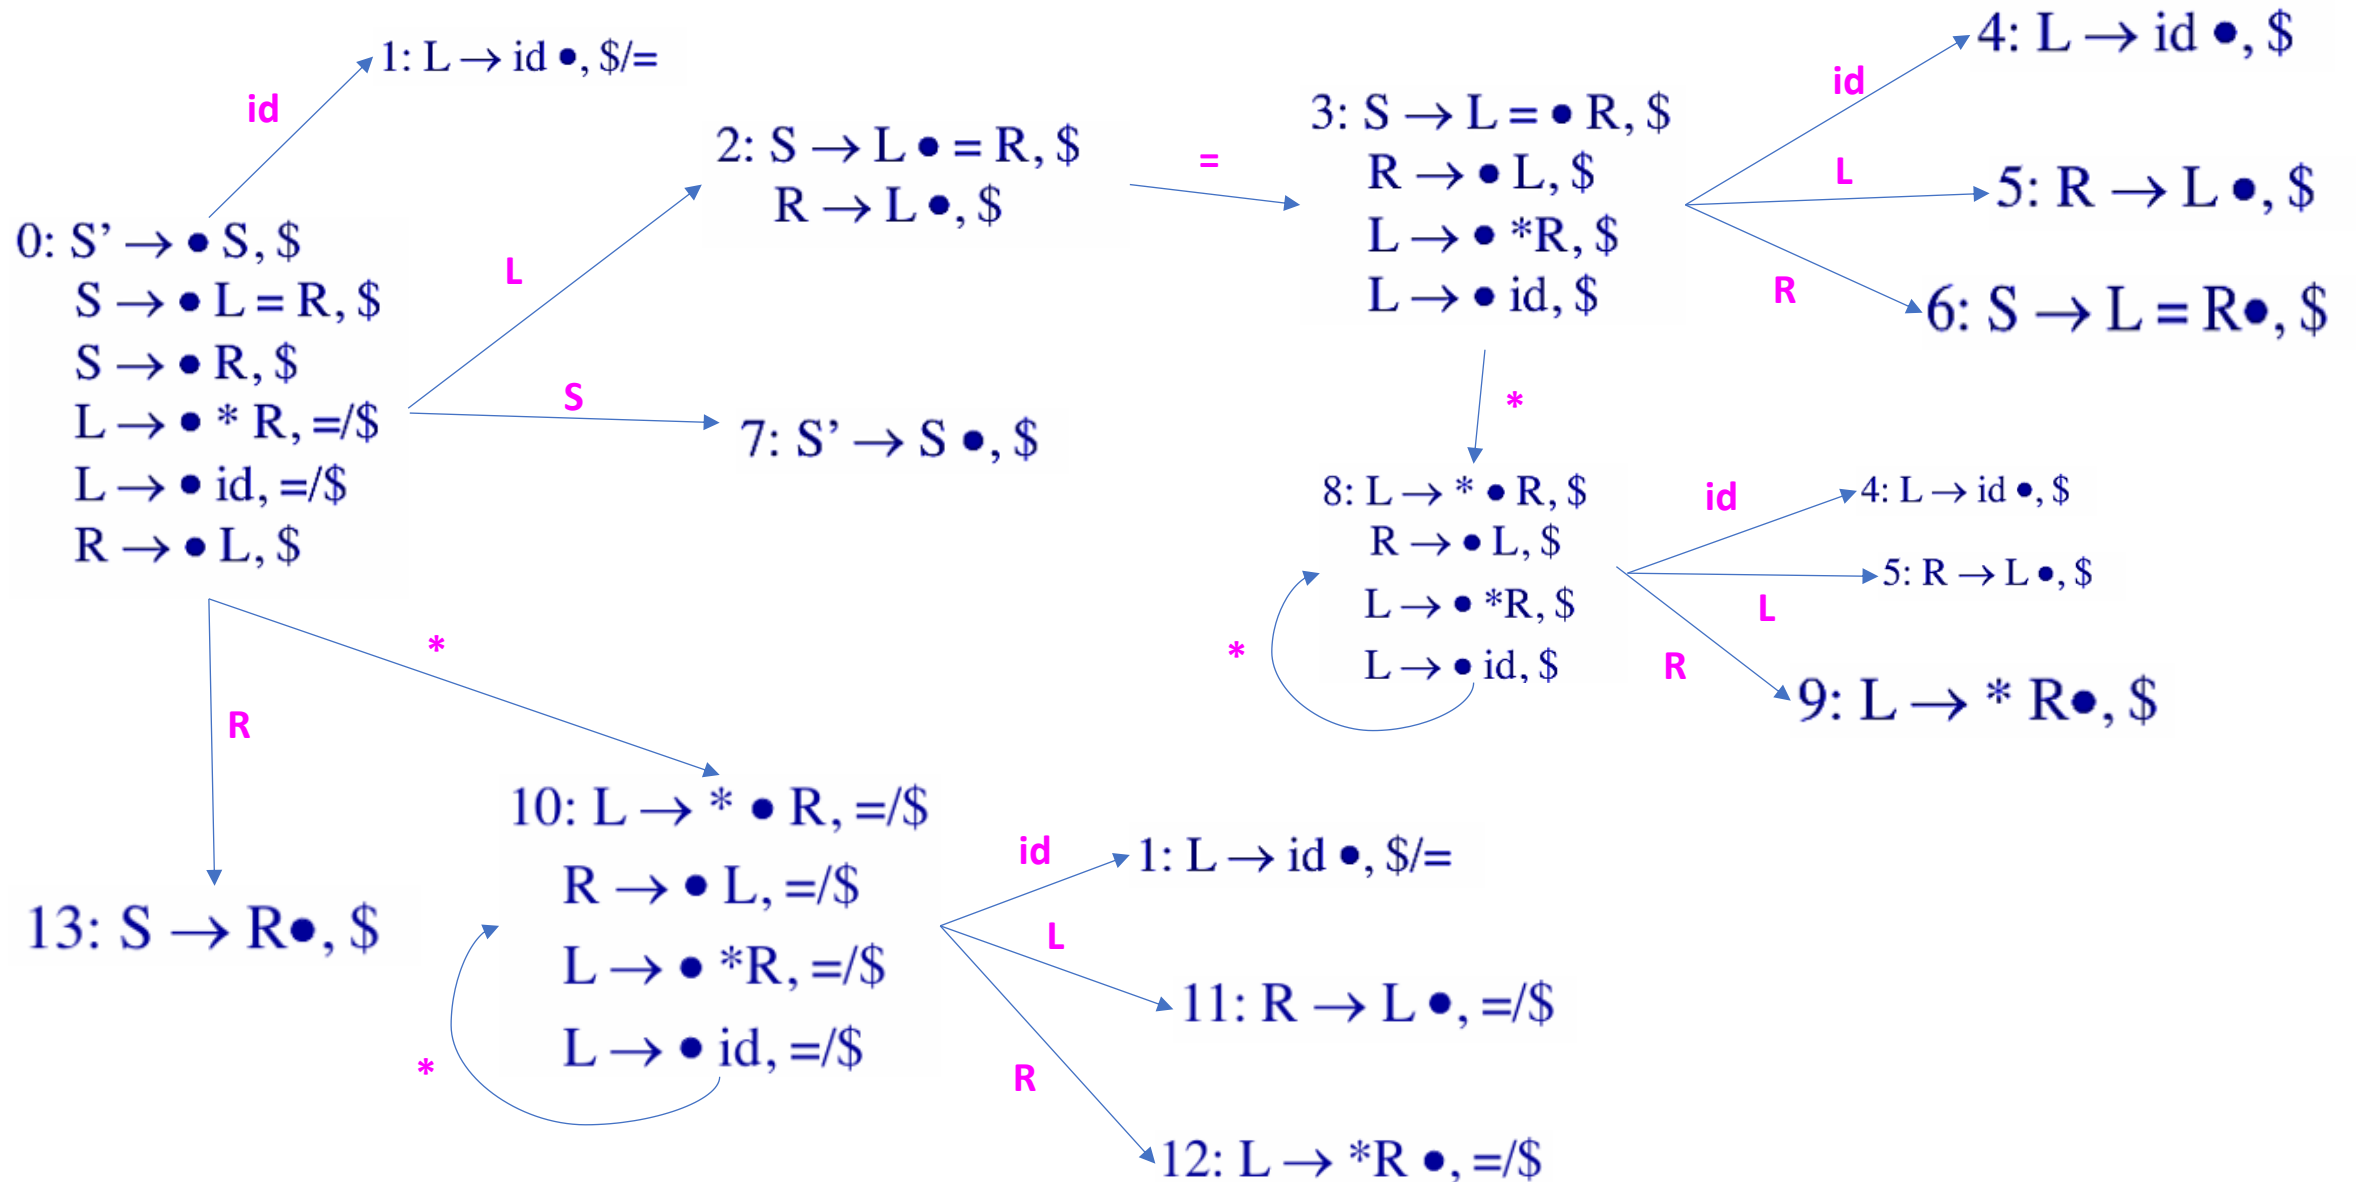 1: L → id •, $/=
id
0: S’ → • S, $
S → • L = R, $
S → • R, $
L → • * R, =/$
L → • id, =/$
R → • L, $
L
2: S → L • = R, $
R → L •, $
=
3: S → L = • R, $
R → • L, $
L → • *R, $
L → • id, $
id
4: L → id •, $
L
5: R → L •, $
R
6: S → L = R•, $
S
7: S’ → S •, $
*
8: L → * • R, $
R → • L, $
L → • *R, $
L → • id, $
*
id
4: L → id •, $
5: R → L •, $
L
R
9: L → * R•, $
*
R
13: S → R•, $
10: L → * • R, =/$
R → • L, =/$
L → • *R, =/$
L → • id, =/$
*
id
1: L → id •, $/=
L
11: R → L •, =/$
R
12: L → *R •, =/$